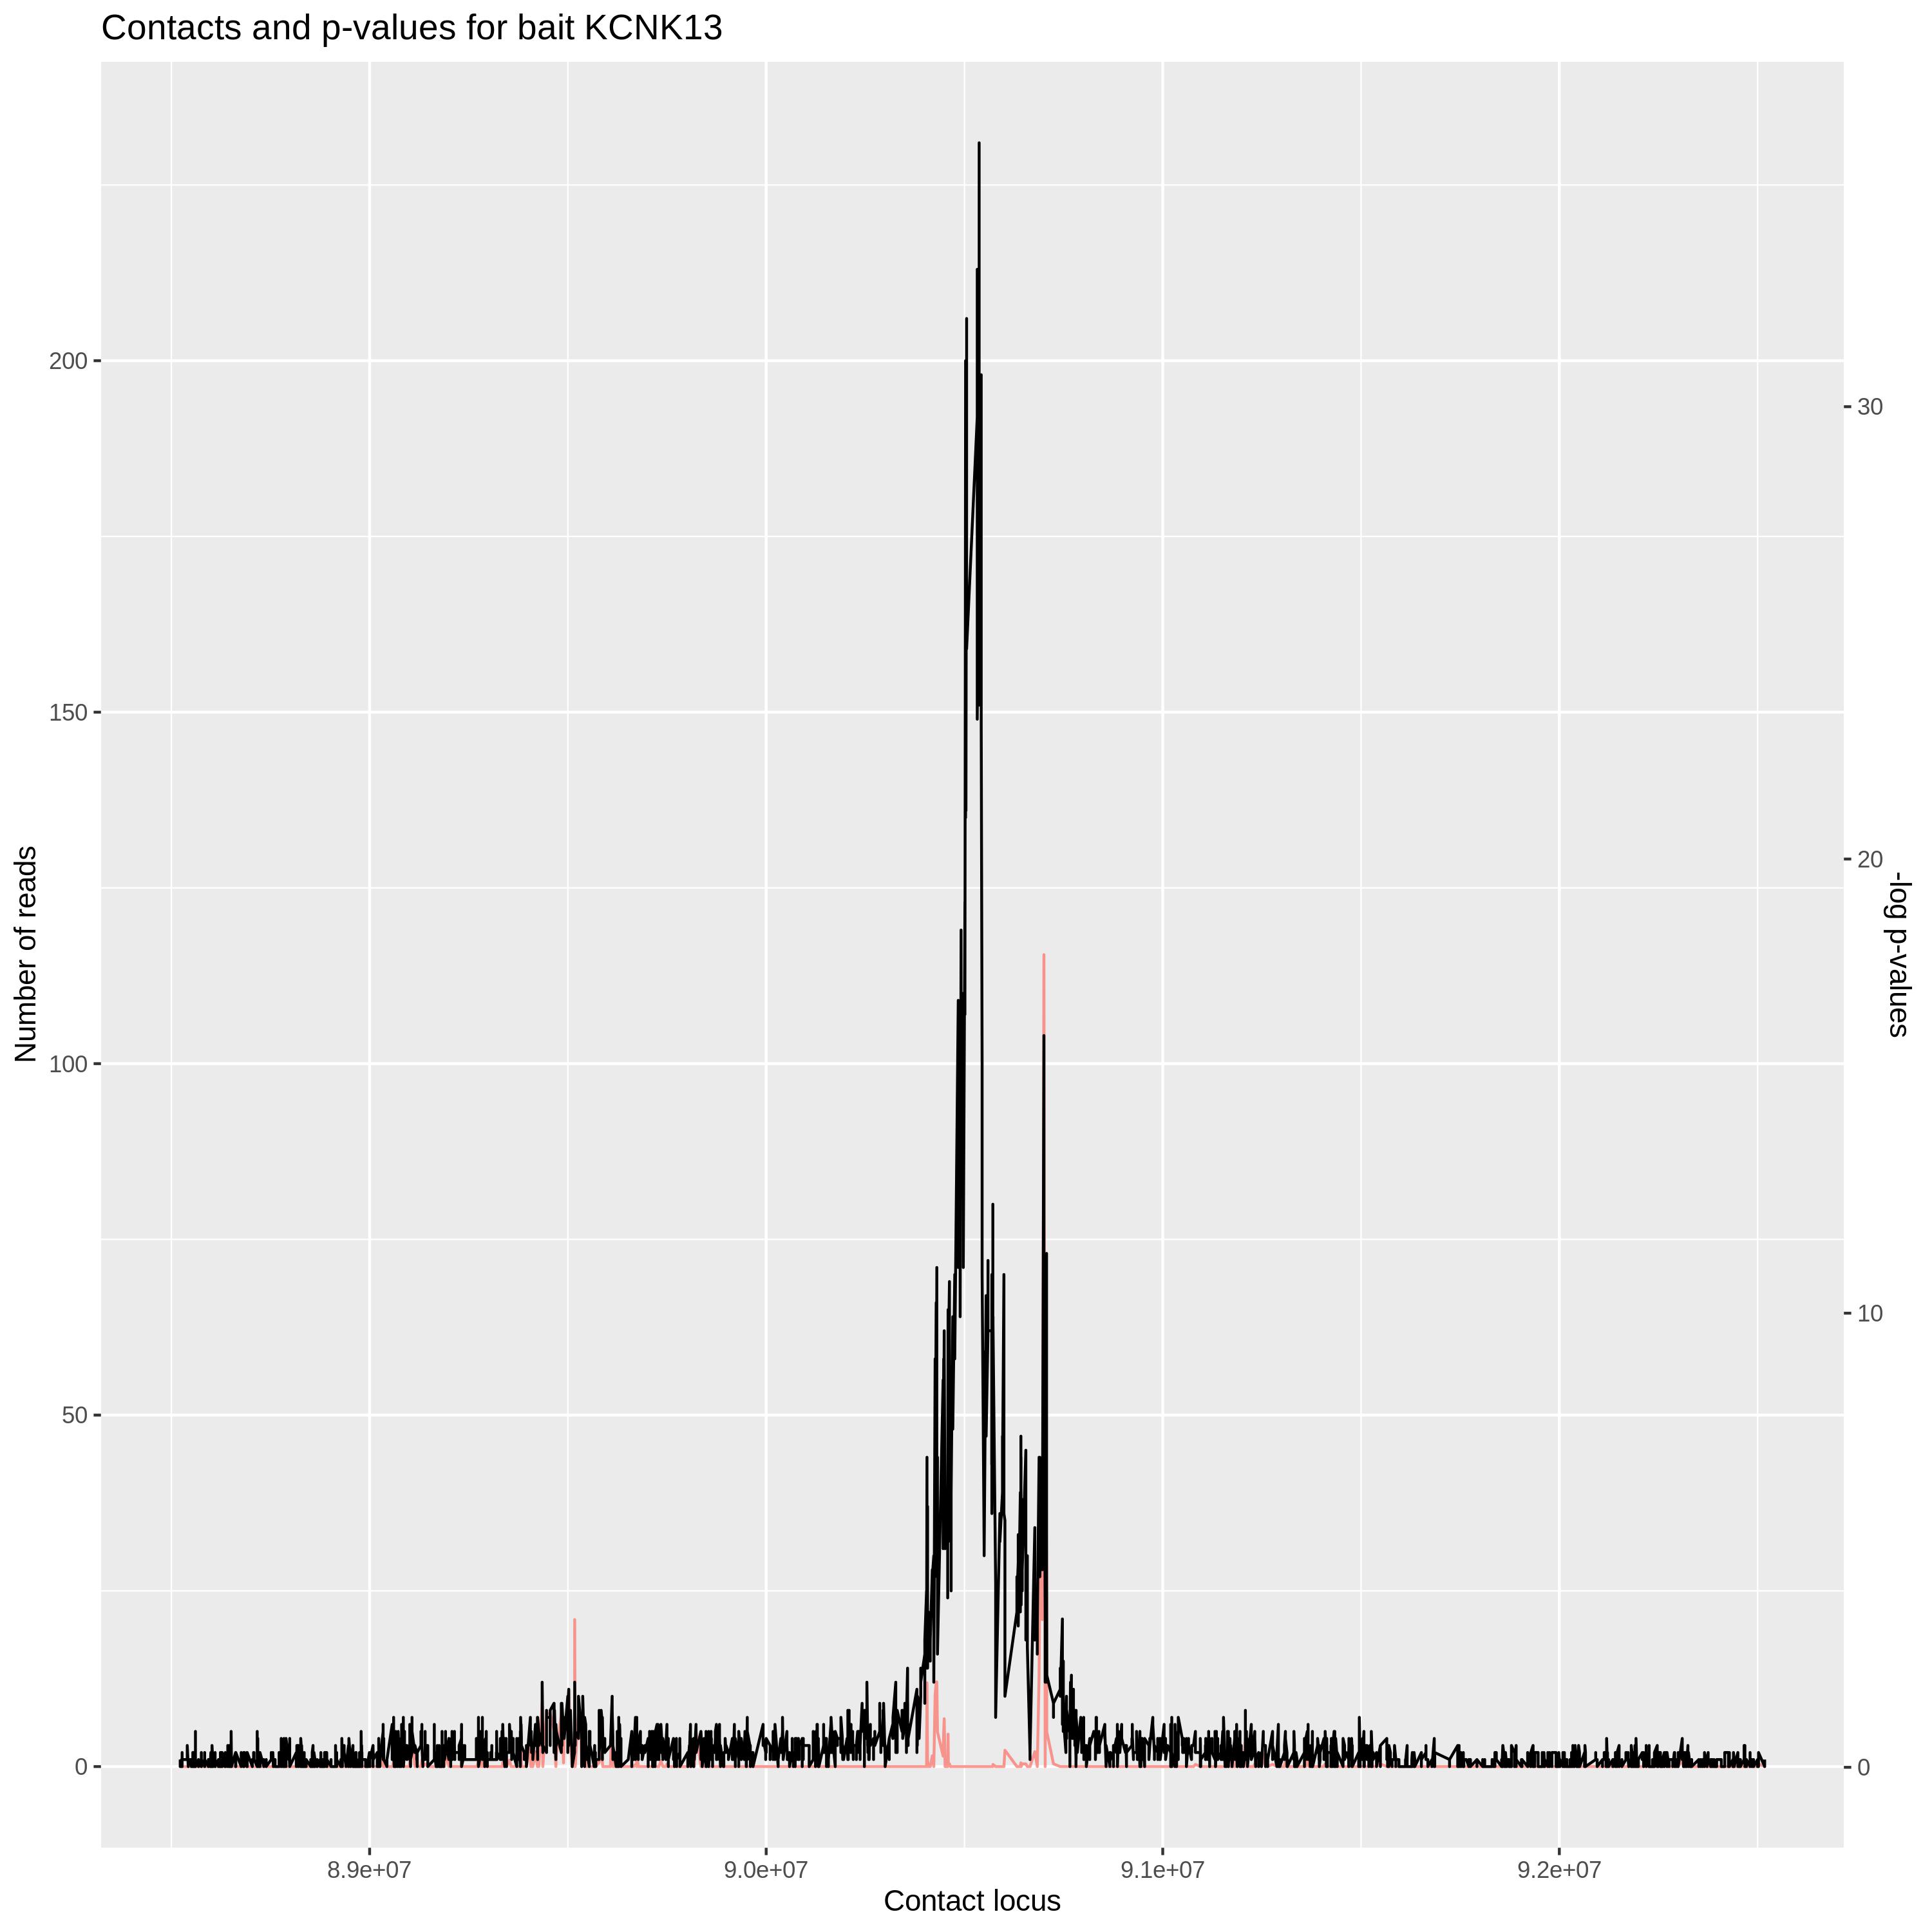 Contacts and p-values for bait KCNK13
Number of reads
200
150
100
50
0
30
20
10
0
-log p-values
8.9e+07 9.0e+07 9.1e+07 9.2e+07
Contact locus